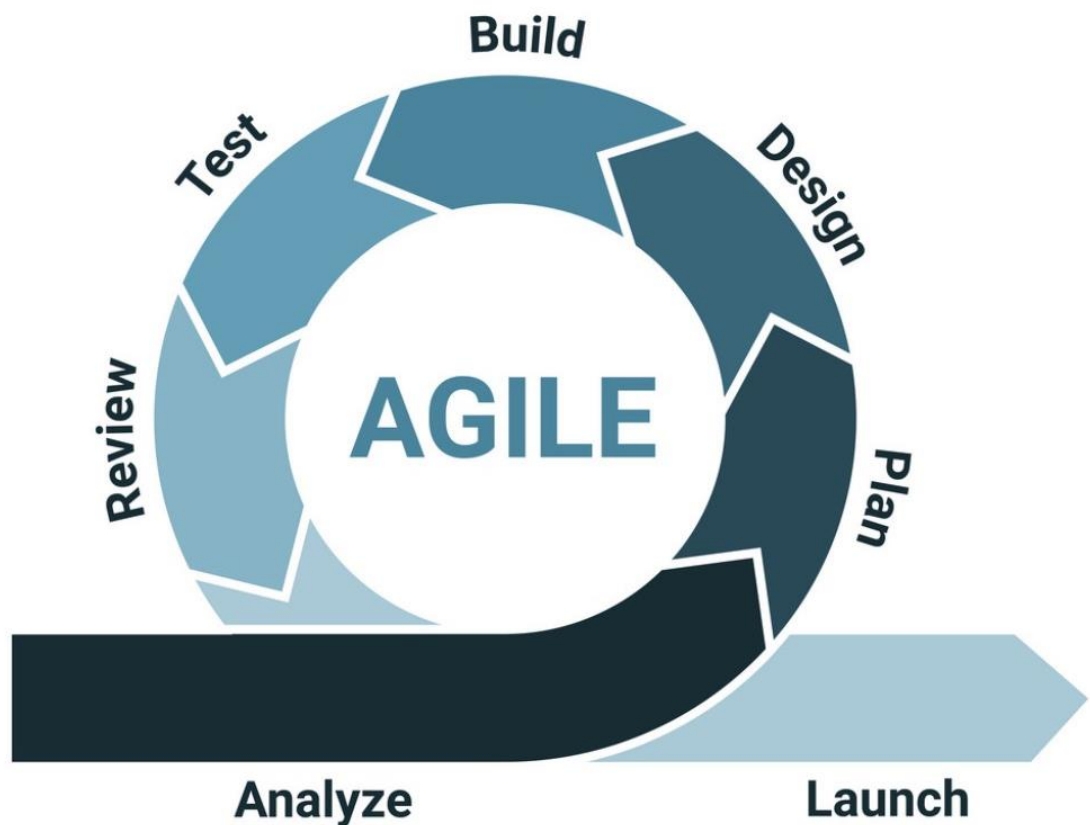 Build
Test
Design
AGILE
Review
Plan
Analyze
Launch